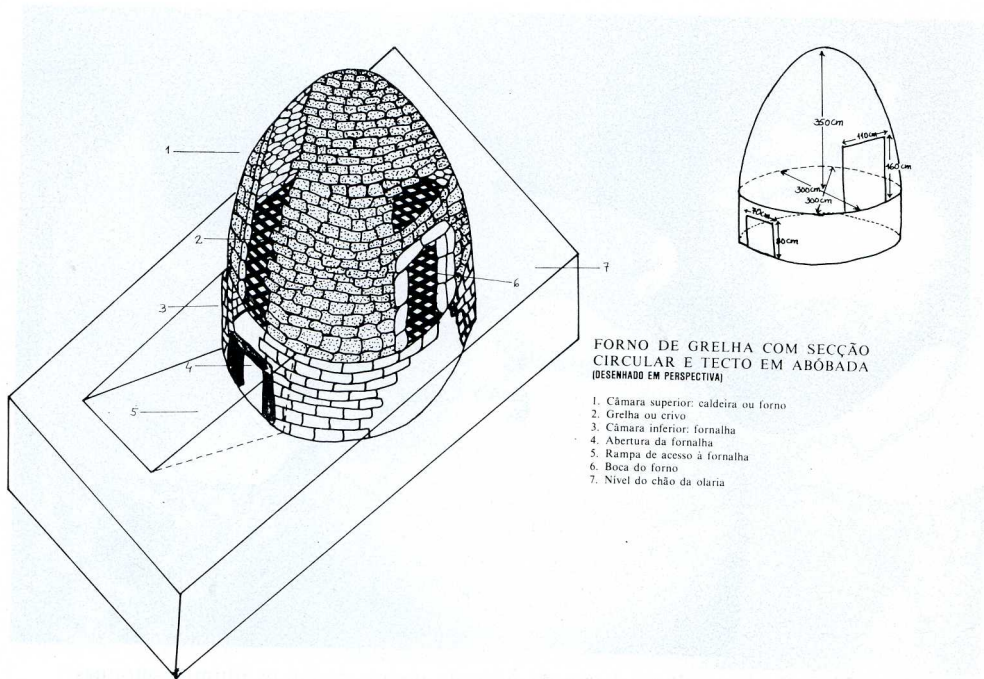 1
2
3
4
5
6
7
350cm
110cm
160cm
300cm
300cm
70cm
80cm
FORNO DE GRELHA COM SECÇÃO
CIRCULAR E TECTO EM ABÓBADA
(DESENHADO EM PERSPECTIVA)
1. Câmara superior: caldeira ou forno
2. Grelha ou crivo
3. Câmara inferior: fornalha
4. Abertura da fornalha
5. Rampa de acesso à fornalha
6. Boca do forno
7. Nível do chão da olaria